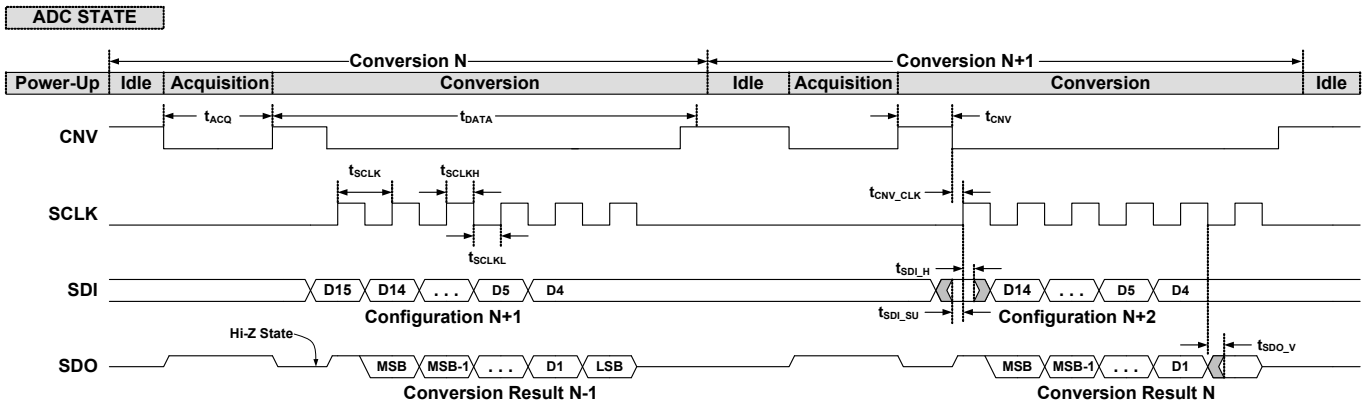 ADC STATE
Conversion N
Conversion N+1
Power-Up Idle Acquisition Conversion Idle Acquisition Conversion Idle
CNV
tACQ
tDATA
tCNV
SCLK
tSCLK
tSCLKH
tSCLKL
tCNV_CLK
SDI
D15 D14 . . . D5 D4
Configuration N+1
tSDI_H
tSDI_SU
D14 . . . D5 D4
Configuration N+2
SDO
Hi-Z State
MSB MSB-1 . . . D1 LSB
Conversion Result N-1
MSB MSB-1 . . . D1
tSDO_V
Conversion Result N